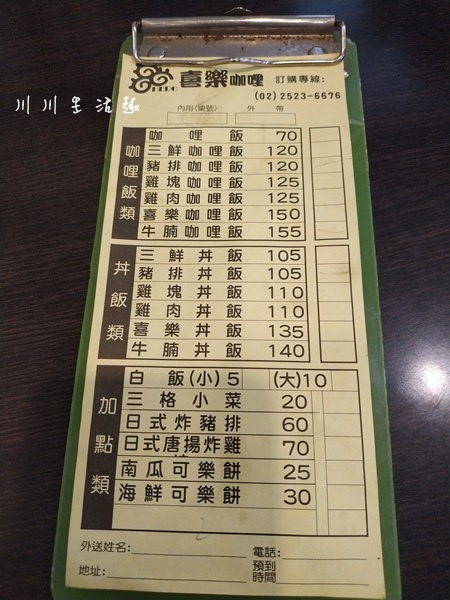 川川生活趣
HERO
喜樂咖哩 訂購專線:
(02)2523-6676
內用(桌號) 外 帶
咖哩飯類
咖哩飯 70
三鮮咖哩飯 120
豬排咖哩飯 120
雞塊咖哩飯 125
雞肉咖哩飯 125
喜樂咖哩飯 150
牛腩咖哩飯 155
丼飯類
三鮮丼飯 105
豬排丼飯 105
雞塊丼飯 110
雞肉丼飯 110
喜樂丼飯 135
牛腩丼飯 140
加點類
白飯(小)5 (大)10
三格小菜 20
日式炸豬排 60
日式唐揚炸雞 70
南瓜可樂餅 25
海鮮可樂餅 30
外送姓名: 電話:
地址: 預到時間: